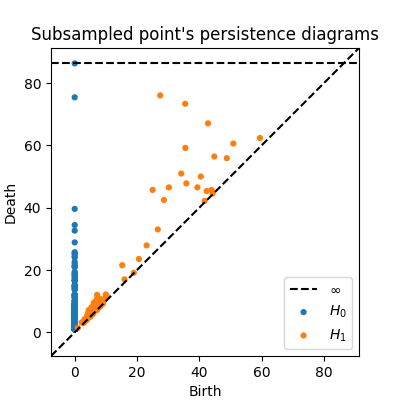 Subsampled point's persistence diagrams
Death
80
60
40
20
0
∞
H₀
H₁
0 20 40 60 80
Birth